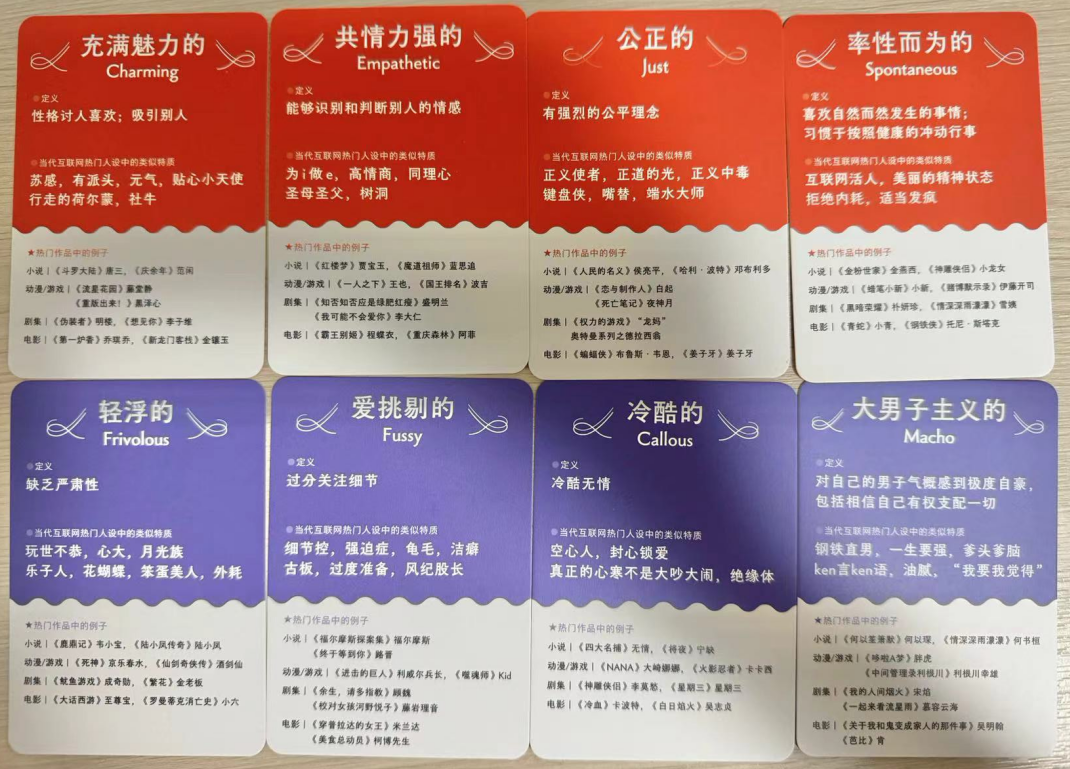 充满魅力的
Charming
定义
性格讨人喜欢；吸引别人
当代互联网热门人设中的类似特质
苏感，有派头，元气，贴心小天使
行走的荷尔蒙，社牛
★热门作品中的例子
小说｜《斗罗大陆》唐三，《庆余年》范闲
动漫/游戏｜《流星花园》藤堂静
《重版出来！》黑泽心
剧集｜《伪装者》明楼，《想见你》李子维
电影｜《第一炉香》乔琪乔，《新龙门客栈》金镶玉
共情力强的
Empathetic
定义
能够识别和判断别人的情感
当代互联网热门人设中的类似特质
为i做e，高情商，同理心
圣母圣父，树洞
★热门作品中的例子
小说｜《红楼梦》贾宝玉，《魔道祖师》蓝思追
动漫/游戏｜《一人之下》王也，《国王排名》波吉
剧集｜《知否知否应是绿肥红瘦》盛明兰
《我可能不会爱你》李大仁
电影｜《霸王别姬》程蝶衣，《重庆森林》阿菲
公正的
Just
定义
有强烈的公平理念
当代互联网热门人设中的类似特质
正义使者，正道的光，正义中毒
键盘侠，嘴替，端水大师
★热门作品中的例子
小说｜《人民的名义》侯亮平，《哈利·波特》邓布利多
动漫/游戏｜《恋与制作人》白起
《死亡笔记》夜神月
剧集｜《权力的游戏》“龙妈”
奥特曼系列之德拉西翁
电影｜《蝙蝠侠》布鲁斯·韦恩，《姜子牙》姜子牙
率性而为的
Spontaneous
定义
喜欢自然而然发生的事情；
习惯于按照健康的冲动行事
当代互联网热门人设中的类似特质
互联网活人，美丽的精神状态
拒绝内耗，适当发疯
★热门作品中的例子
小说｜《金粉世家》金燕西，《神雕侠侣》小龙女
动漫/游戏｜《蜡笔小新》小新，《赌博默示录》伊藤开司
剧集｜《黑暗荣耀》朴妍珍，《情深深雨濛濛》雪姨
电影｜《青蛇》小青，《钢铁侠》托尼·斯塔克
轻浮的
Frivolous
定义
缺乏严肃性
当代互联网热门人设中的类似特质
玩世不恭，心大，月光族
乐子人，花蝴蝶，笨蛋美人，外耗
★热门作品中的例子
小说｜《鹿鼎记》韦小宝，《陆小凤传奇》陆小凤
动漫/游戏｜《死神》京乐春水，《仙剑奇侠传》酒剑仙
剧集｜《鱿鱼游戏》成奇勋，《繁花》金老板
电影｜《大话西游》至尊宝，《罗曼蒂克消亡史》小六
爱挑剔的
Fussy
定义
过分关注细节
当代互联网热门人设中的类似特质
细节控，强迫症，龟毛，洁癖
古板，过度准备，风纪股长
★热门作品中的例子
小说｜《福尔摩斯探案集》福尔摩斯
《终于等到你》路晋
动漫/游戏｜《进击的巨人》利威尔兵长，《噬魂师》Kid
剧集｜《余生，请多指教》顾魏
《校对女孩河野悦子》藤岩理音
电影｜《穿普拉达的女王》米兰达
《美食总动员》柯博先生
冷酷的
Callous
定义
冷酷无情
当代互联网热门人设中的类似特质
空心人，封心锁爱
真正的心寒不是大吵大闹，绝缘体
★热门作品中的例子
小说｜《四大名捕》无情，《将夜》宁缺
动漫/游戏｜《NANA》大崎娜娜，《火影忍者》卡卡西
剧集｜《神雕侠侣》李莫愁，《星期三》星期三
电影｜《冷血》卡波特，《白日焰火》吴志贞
大男子主义的
Macho
定义
对自己的男子气概感到极度自豪，
包括相信自己有权支配一切
当代互联网热门人设中的类似特质
钢铁直男，一生要强，爹头爹脑
ken言ken语，油腻，“我要我觉得”
★热门作品中的例子
小说｜《何以笙箫默》何以琛，《情深深雨濛濛》何书桓
动漫/游戏｜《哆啦A梦》胖虎
《中间管理录利根川》利根川幸雄
剧集｜《我的人间烟火》宋焰
《一起来看流星雨》慕容云海
电影｜《关于我和鬼变成家人的那件事》吴明翰
《芭比》肯